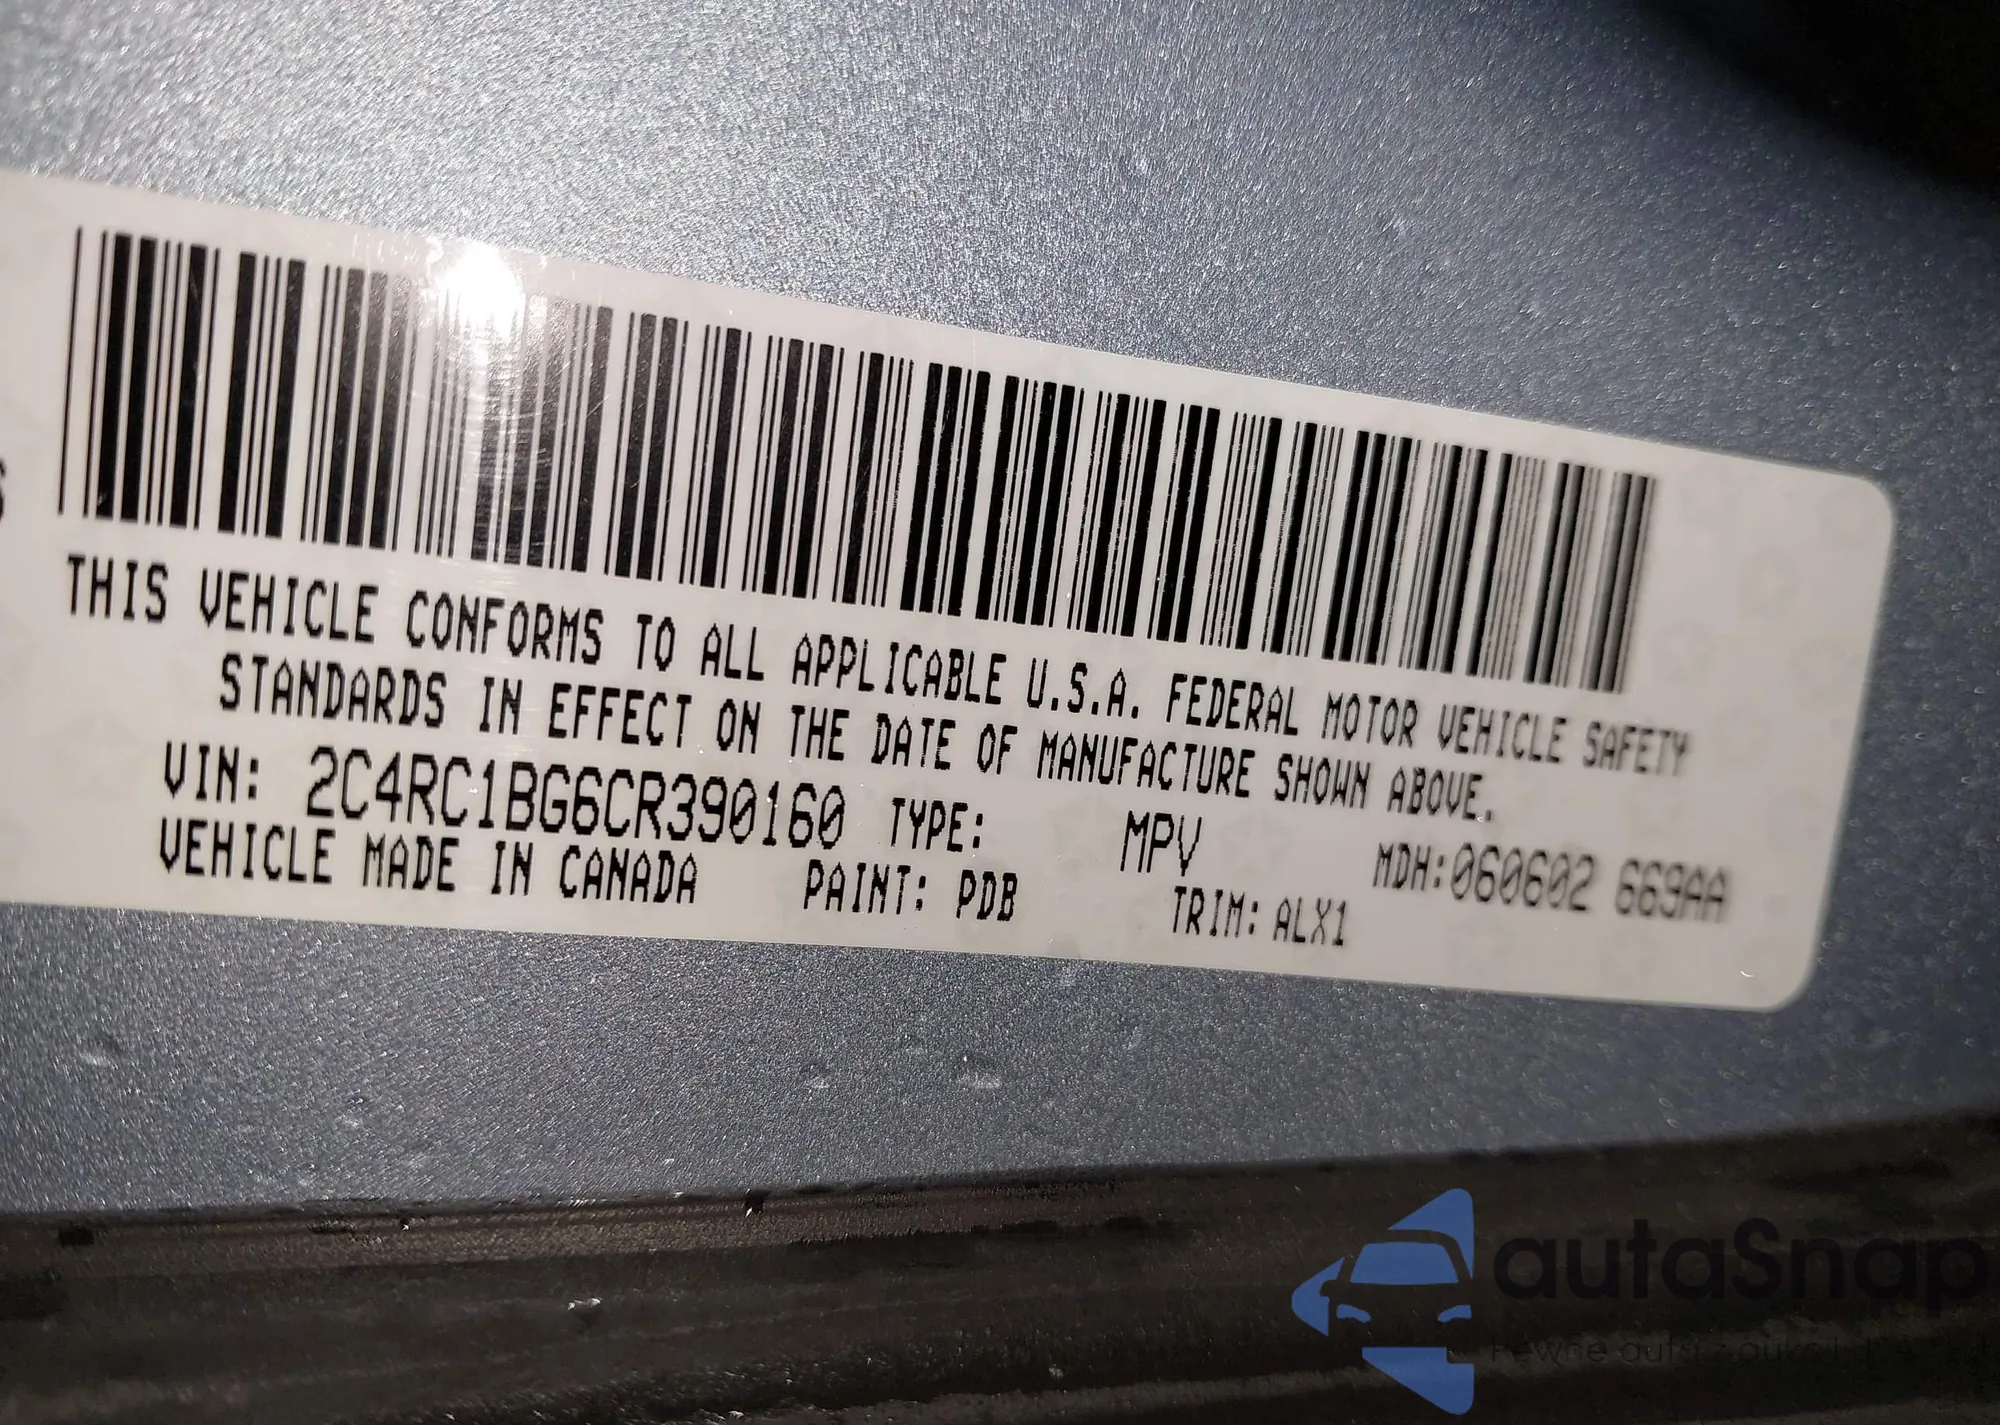 THIS VEHICLE CONFORMS TO ALL APPLICABLE U.S.A. FEDERAL MOTOR VEHICLE SAFETY
STANDARDS IN EFFECT ON THE DATE OF MANUFACTURE SHOWN ABOVE.
VIN: 2C4RC1BG6CR390160 TYPE: MPV MDH:060602 669AA
VEHICLE MADE IN CANADA PAINT: PDB TRIM: ALX1
autaSnap